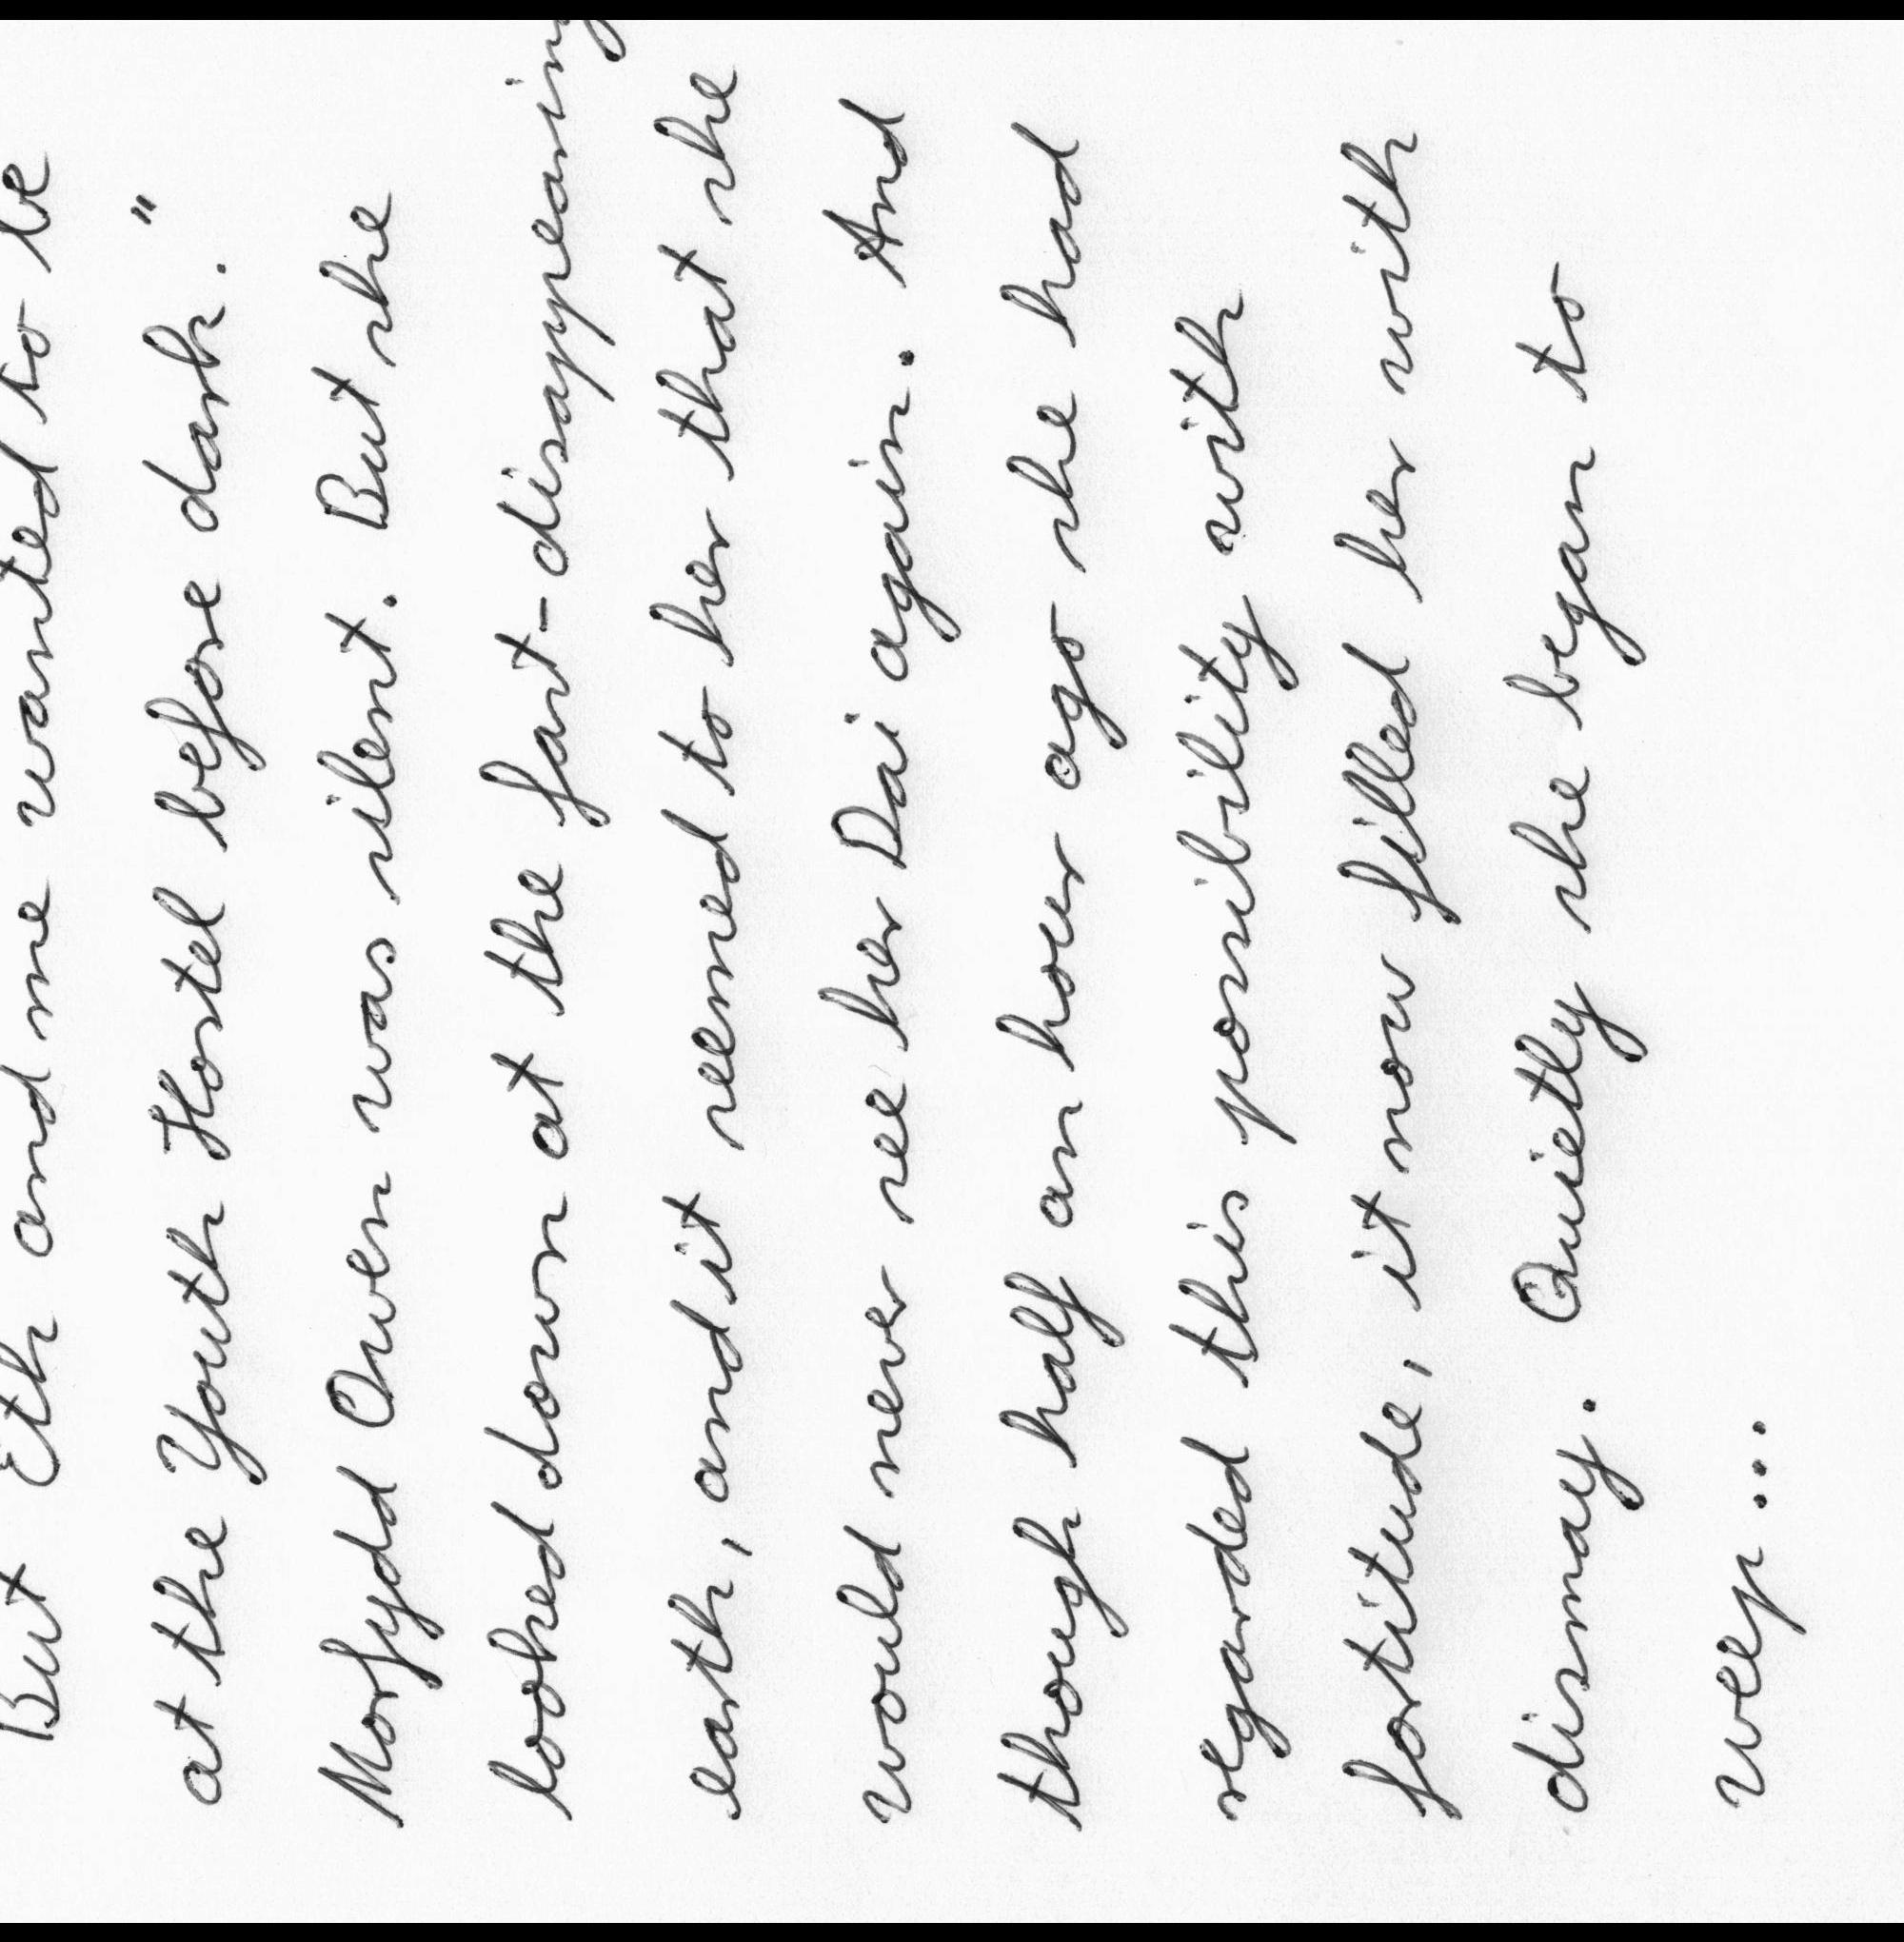 But Eth and me wanted to be
at the Youth Hostel before dark."
Morfydd Owen was silent. But she
looked down at the fast-disappearing
earth, and it seemed to her that she
would never see her Dai again. And
though half an hour ago she had
regarded this possibility with
fortitude, it now filled her with
dismay. Quietly she began to
weep...